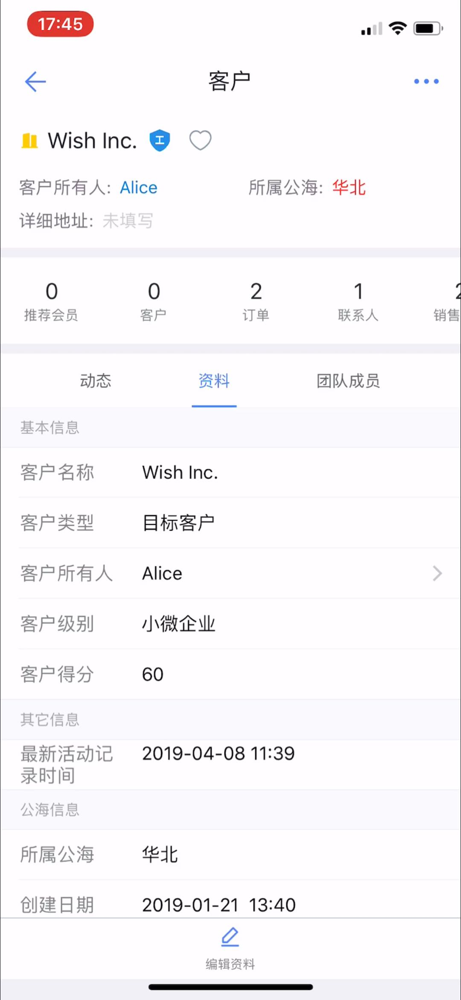 17:45
客户
Wish Inc. 工
客户所有人: Alice 所属公海: 华北
详细地址: 未填写
0 0 2 1 2
推荐会员 客户 订单 联系人 销售
动态 资料 团队成员
基本信息
客户名称 Wish Inc.
客户类型 目标客户
客户所有人 Alice
客户级别 小微企业
客户得分 60
其它信息
最新活动记 2019-04-08 11:39
录时间
公海信息
所属公海 华北
创建日期 2019-01-21 13:40
编辑资料